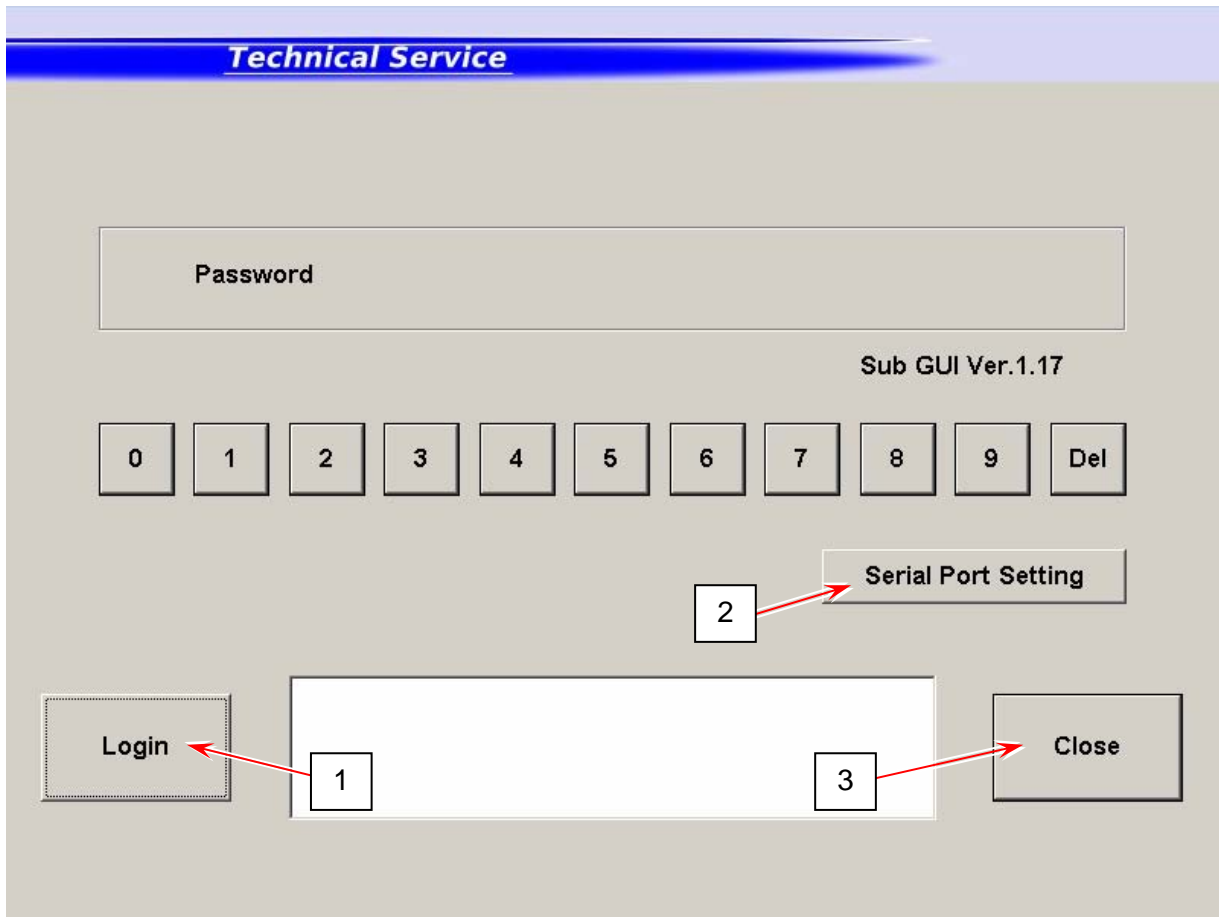 Technical Service
Password
Sub GUI Ver.1.17
0 1 2 3 4 5 6 7 8 9 Del
Serial Port Setting
2
Login
1
3
Close